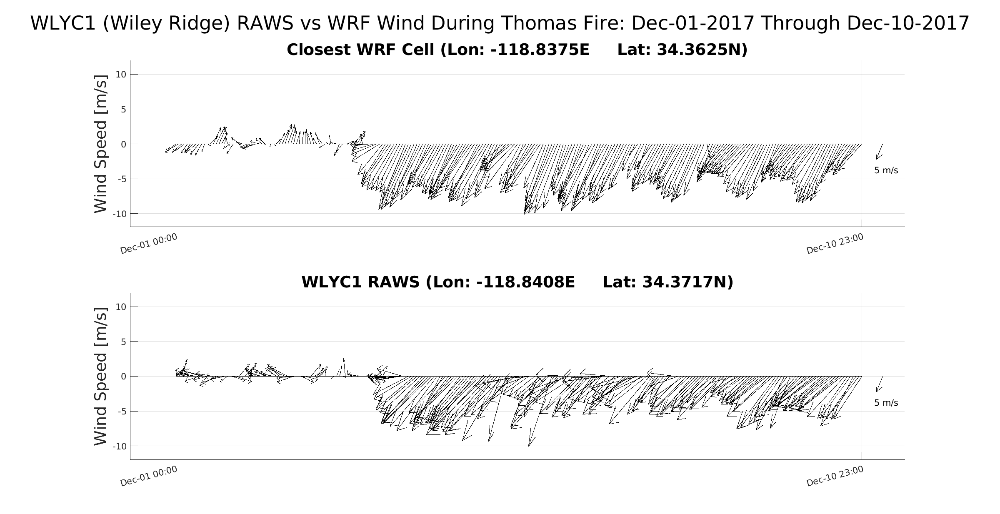 WLYC1 (Wiley Ridge) RAWS vs WRF Wind During Thomas Fire: Dec-01-2017 Through Dec-10-2017
Closest WRF Cell (Lon: -118.8375E Lat: 34.3625N)
Wind Speed [m/s]
10
5
0
-5
-10
5 m/s
Dec-01 00:00
Dec-10 23:00
WLYC1 RAWS (Lon: -118.8408E Lat: 34.3717N)
Wind Speed [m/s]
10
5
0
-5
-10
5 m/s
Dec-01 00:00
Dec-10 23:00